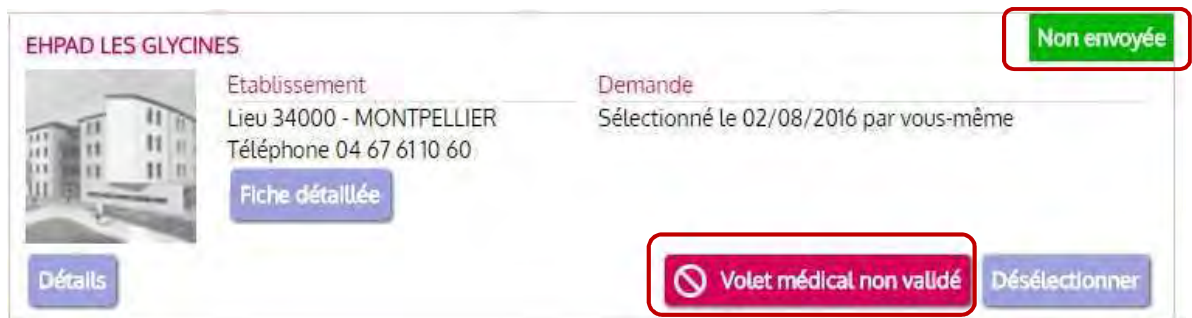 EHPAD LES GLYCINES
Non envoyée
Etablissement
Demande
Lieu 34000 - MONTPELLIER
Sélectionné le 02/08/2016 par vous-même
Téléphone 04 67 61 10 60
Fiche détaillée
Détails
Volet médical non validé
Désélectionner